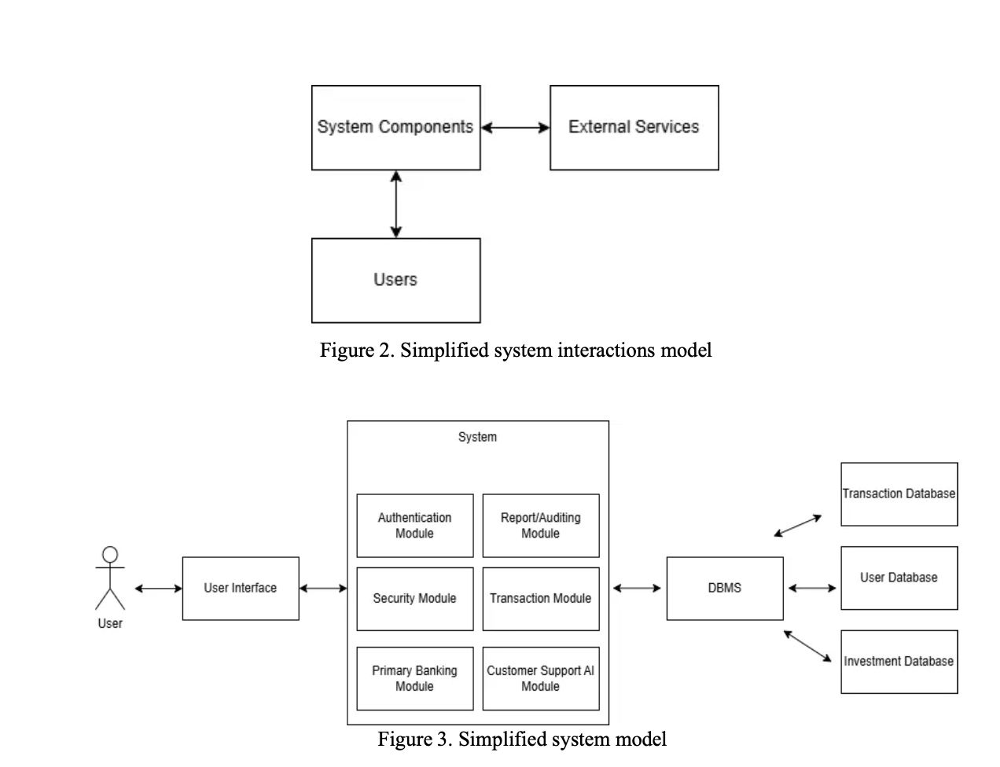 System Components
External Services
Users
Figure 2. Simplified system interactions model
System
Authentication
Module
Report/Auditing
Module
Security Module
Transaction Module
Primary Banking
Module
Customer Support AI
Module
User
User Interface
DBMS
Transaction Database
User Database
Investment Database
Figure 3. Simplified system model